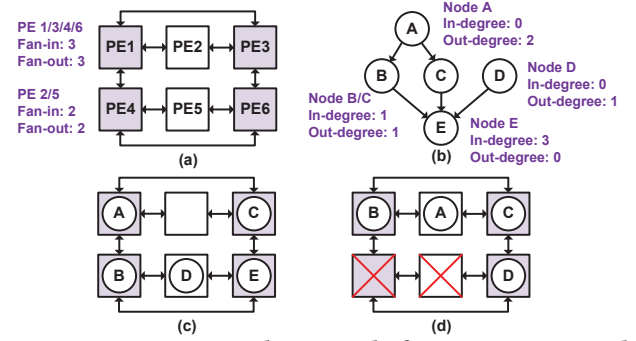 PE 1/3/4/6
Fan-in: 3
Fan-out: 3
PE 2/5
Fan-in: 2
Fan-out: 2
PE1 PE2 PE3
PE4 PE5 PE6
(a)
Node A
In-degree: 0
Out-degree: 2
A
B C D
Node D
In-degree: 0
Out-degree: 1
Node B/C
In-degree: 1
Out-degree: 1
E
Node E
In-degree: 3
Out-degree: 0
(b)
A C
B D E
(c)
B A C
D
(d)